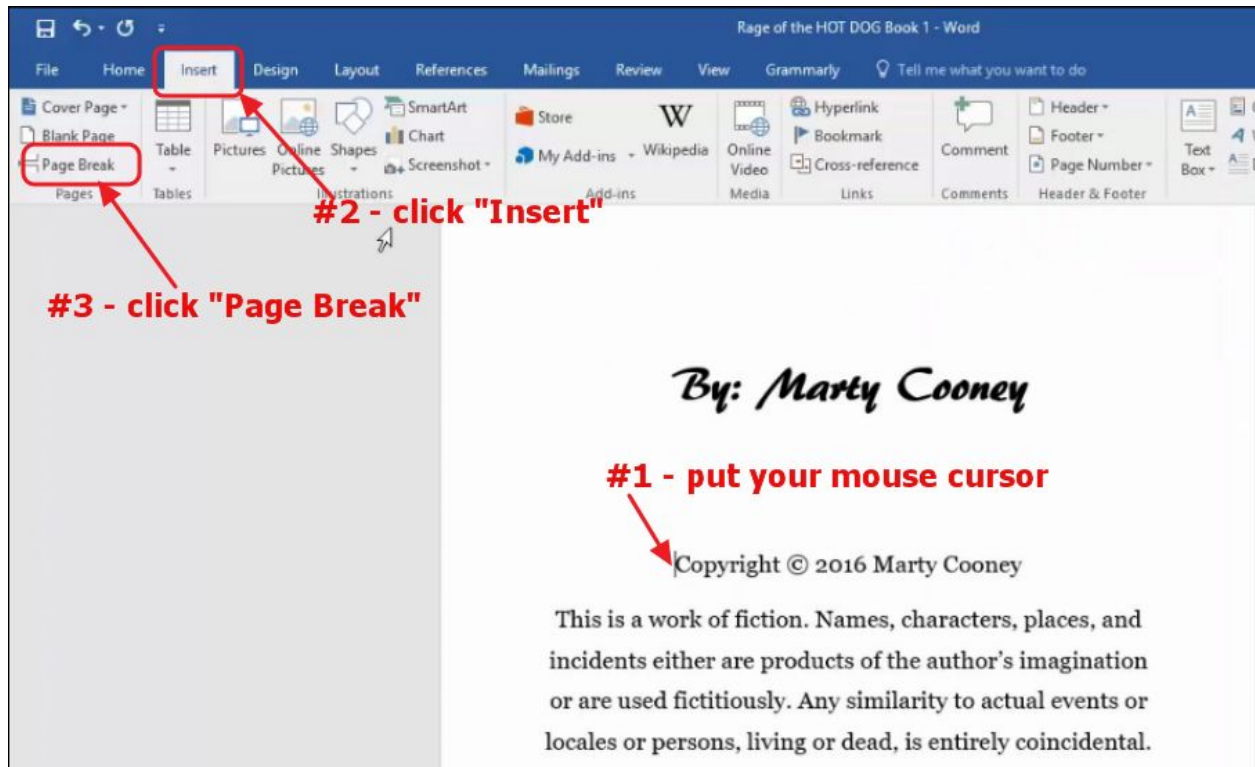 Rage of the HOT DOG Book 1 - Word
File Home Insert Design Layout References Mailings Review View Grammarly Tell me what you want to do
Cover Page
Blank Page
Page Break
Pages
Table
Tables
Pictures
Online Pictures
Shapes
SmartArt
Chart
Screenshot
Illustrations
Store
My Add-ins
W
Wikipedia
Add-ins
Online Video
Media
Hyperlink
Bookmark
Cross-reference
Links
Comment
Comments
Header
Footer
Page Number
Header & Footer
Text Box
#2 - click "Insert"
#3 - click "Page Break"
By: Marty Cooney
#1 - put your mouse cursor
Copyright © 2016 Marty Cooney
This is a work of fiction. Names, characters, places, and
incidents either are products of the author’s imagination
or are used fictitiously. Any similarity to actual events or
locales or persons, living or dead, is entirely coincidental.